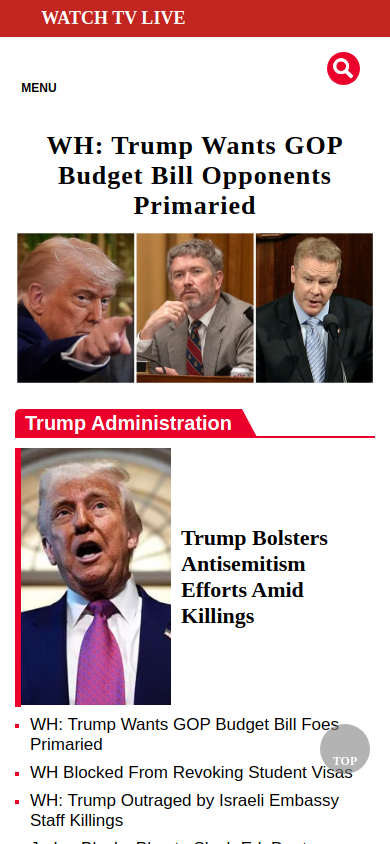 WATCH TV LIVE
MENU
WH: Trump Wants GOP
Budget Bill Opponents
Primaried
Trump Administration
Trump Bolsters
Antisemitism
Efforts Amid
Killings
WH: Trump Wants GOP Budget Bill Foes
Primaried
WH Blocked From Revoking Student Visas
WH: Trump Outraged by Israeli Embassy
Staff Killings
TOP